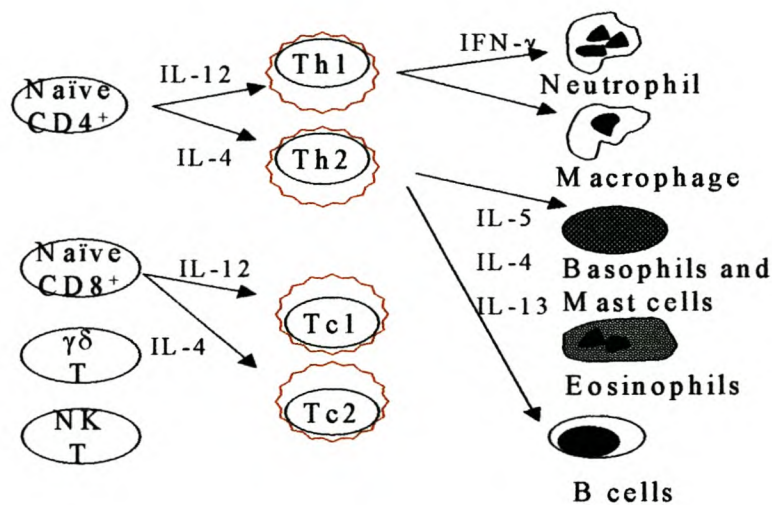 Naïve
CD4+
IL-12
IL-4
Th1
Th2
IFN-γ
Neutrophil
Macrophage
IL-5
IL-4
IL-13
Basophils and
Mast cells
Eosinophils
B cells
Naïve
CD8+
IL-12
IL-4
Tc1
Tc2
γδ
T
NK
T